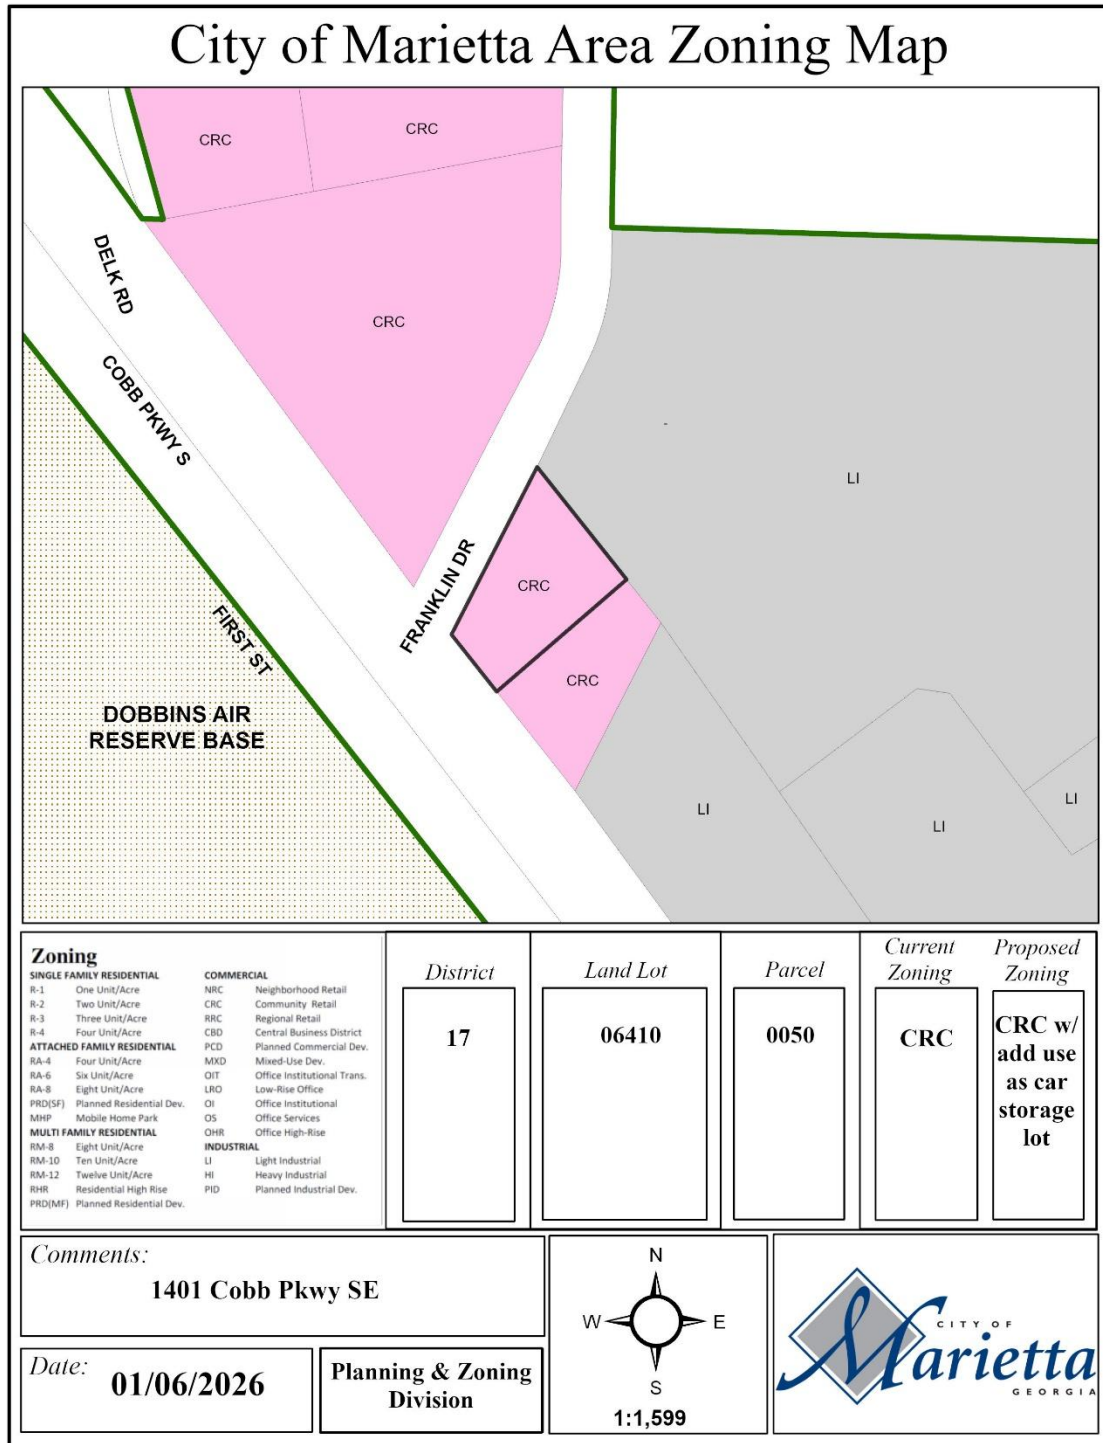 City of Marietta Area Zoning Map
CRC
CRC
DELK RD
CRC
COBB PKWY S
LI
FRANKLIN DR
CRC
FIRST ST
CRC
DOBBINS AIR
RESERVE BASE
LI
LI
LI
Zoning
SINGLE FAMILY RESIDENTIAL
R-1 One Unit/Acre
R-2 Two Unit/Acre
R-3 Three Unit/Acre
R-4 Four Unit/Acre
ATTACHED FAMILY RESIDENTIAL
RA-4 Four Unit/Acre
RA-6 Six Unit/Acre
RA-8 Eight Unit/Acre
PRD(SF) Planned Residential Dev.
MHP Mobile Home Park
MULTI FAMILY RESIDENTIAL
RM-8 Eight Unit/Acre
RM-10 Ten Unit/Acre
RM-12 Twelve Unit/Acre
RHR Residential High Rise
PRD(MF) Planned Residential Dev.
COMMERCIAL
NRC Neighborhood Retail
CRC Community Retail
RRC Regional Retail
CBD Central Business District
PCD Planned Commercial Dev.
MXD Mixed-Use Dev.
OIT Office Institutional Trans.
LRO Low-Rise Office
OI Office Institutional
OS Office Services
OHR Office High-Rise
INDUSTRIAL
LI Light Industrial
HI Heavy Industrial
PID Planned Industrial Dev.
District
17
Land Lot
06410
Parcel
0050
Current
Zoning
CRC
Proposed
Zoning
CRC w/
add use
as car
storage
lot
Comments:
1401 Cobb Pkwy SE
Date:
01/06/2026
Planning & Zoning
Division
N
W E
S
1:1,599
CITY OF
Marietta
GEORGIA